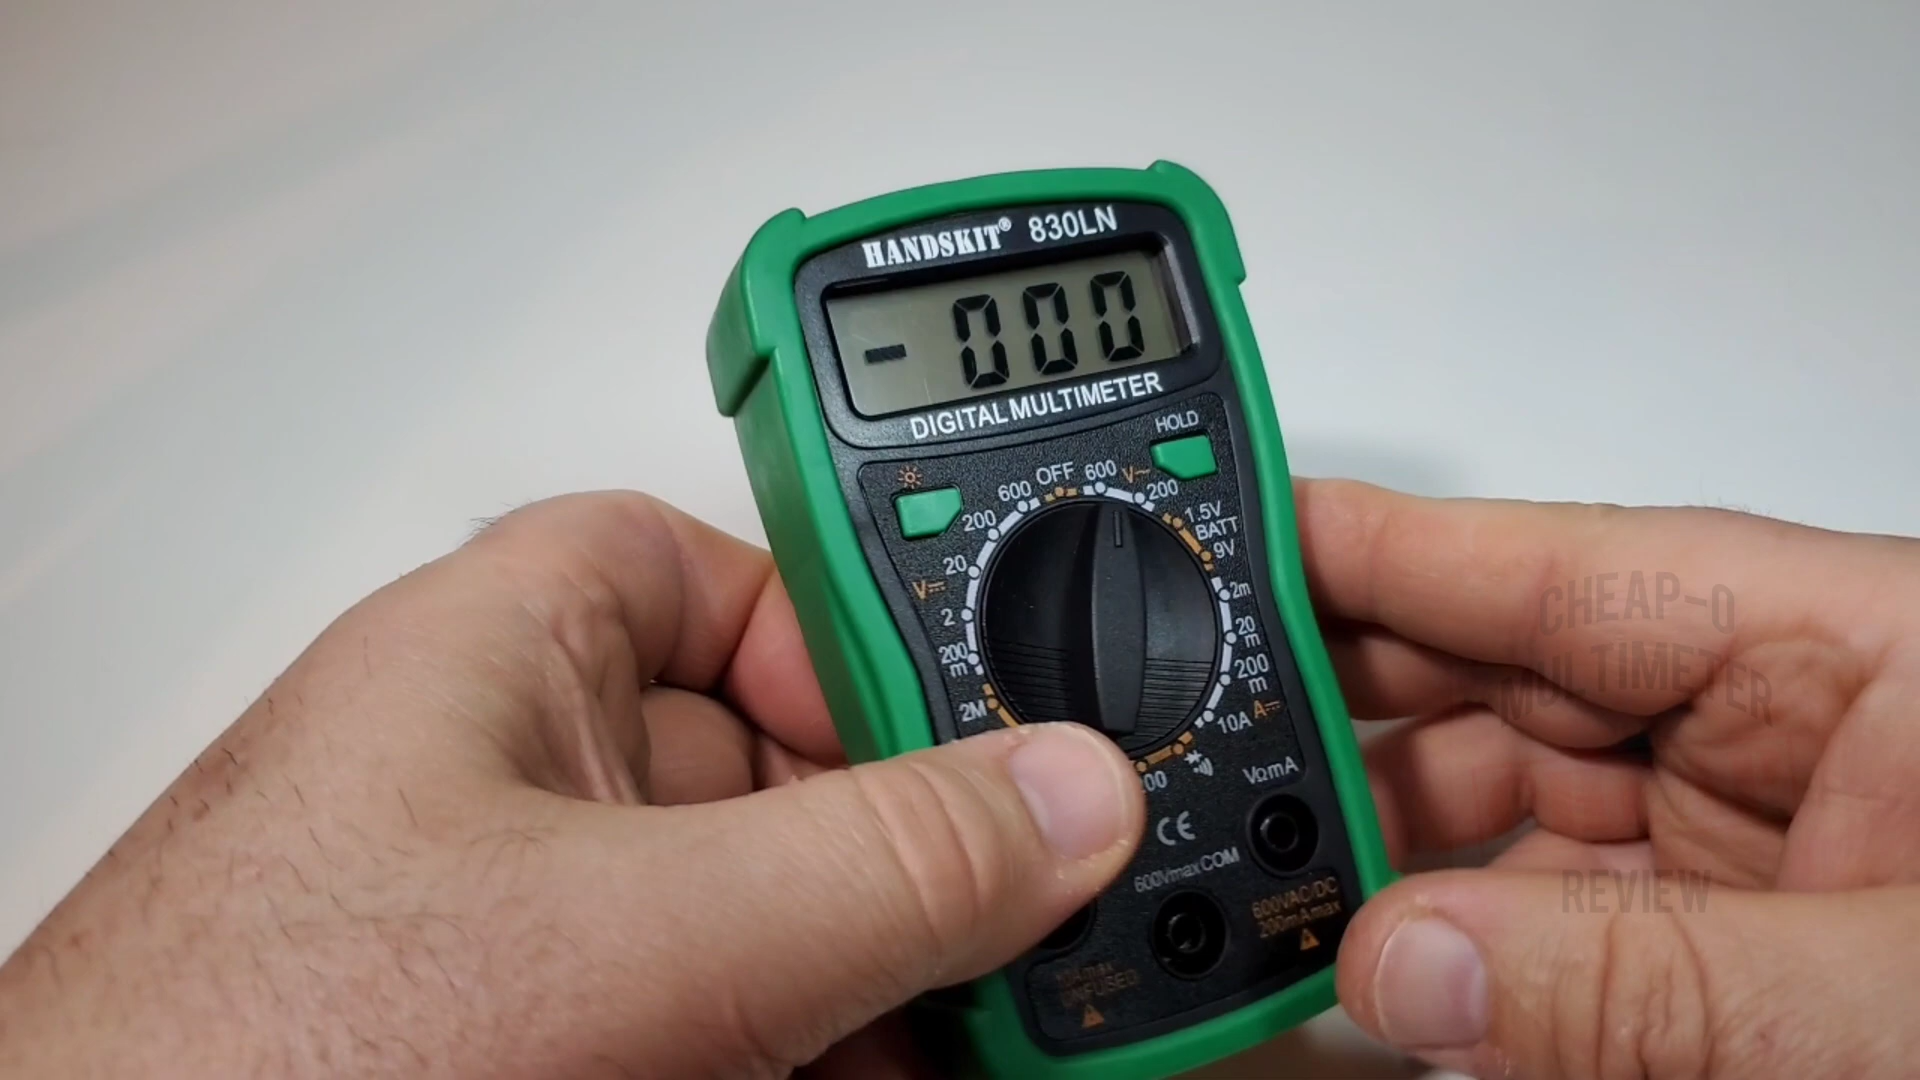 HANDSKIT® 830LN
- 000
DIGITAL MULTIMETER
HOLD
OFF
600
200
20
V⎓
2
200
m
2M
600
V~
200
1.5V
BATT
9V
2m
20
m
200
m
10A
A⎓
00
VΩmA
CE
600Vmax
COM
600VAC/DC
200mAmax
UNFUSED
CHEAP-O
MULTIMETER
REVIEW